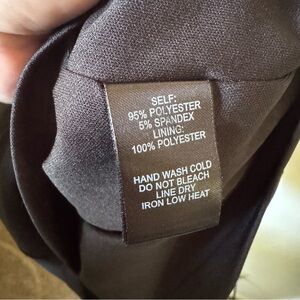 SELF:
95% POLYESTER
5% SPANDEX
LINING:
100% POLYESTER
HAND WASH COLD
DO NOT BLEACH
LINE DRY
IRON LOW HEAT